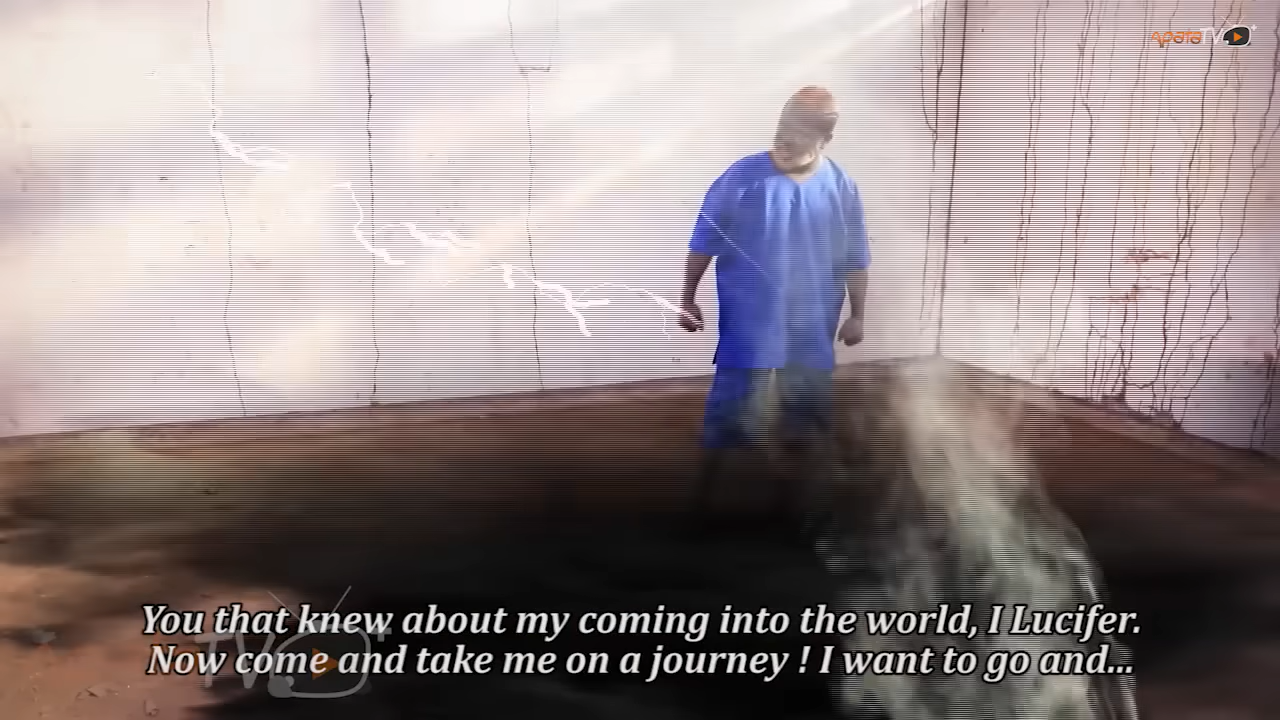 ApataTV+
You that knew about my coming into the world, I Lucifer.
Now come and take me on a journey ! I want to go and...
TV+